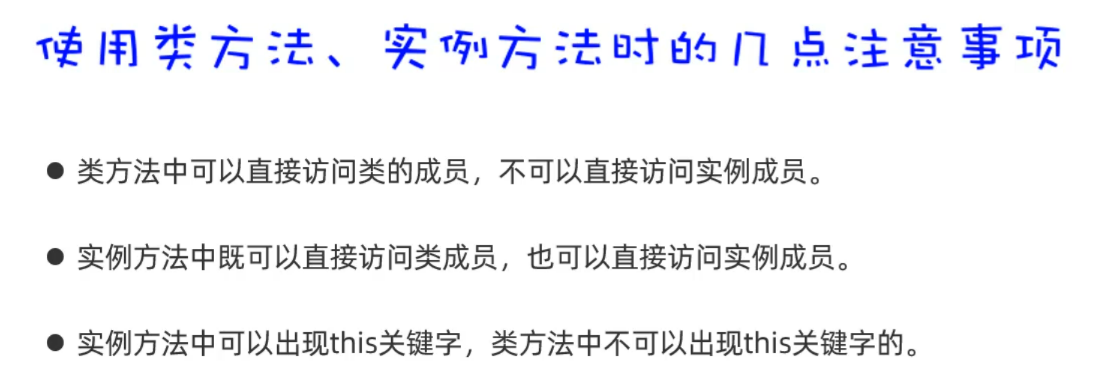 使用类方法、实例方法时的几点注意事项
● 类方法中可以直接访问类的成员，不可以直接访问实例成员。
● 实例方法中既可以直接访问类成员，也可以直接访问实例成员。
● 实例方法中可以出现this关键字，类方法中不可以出现this关键字的。